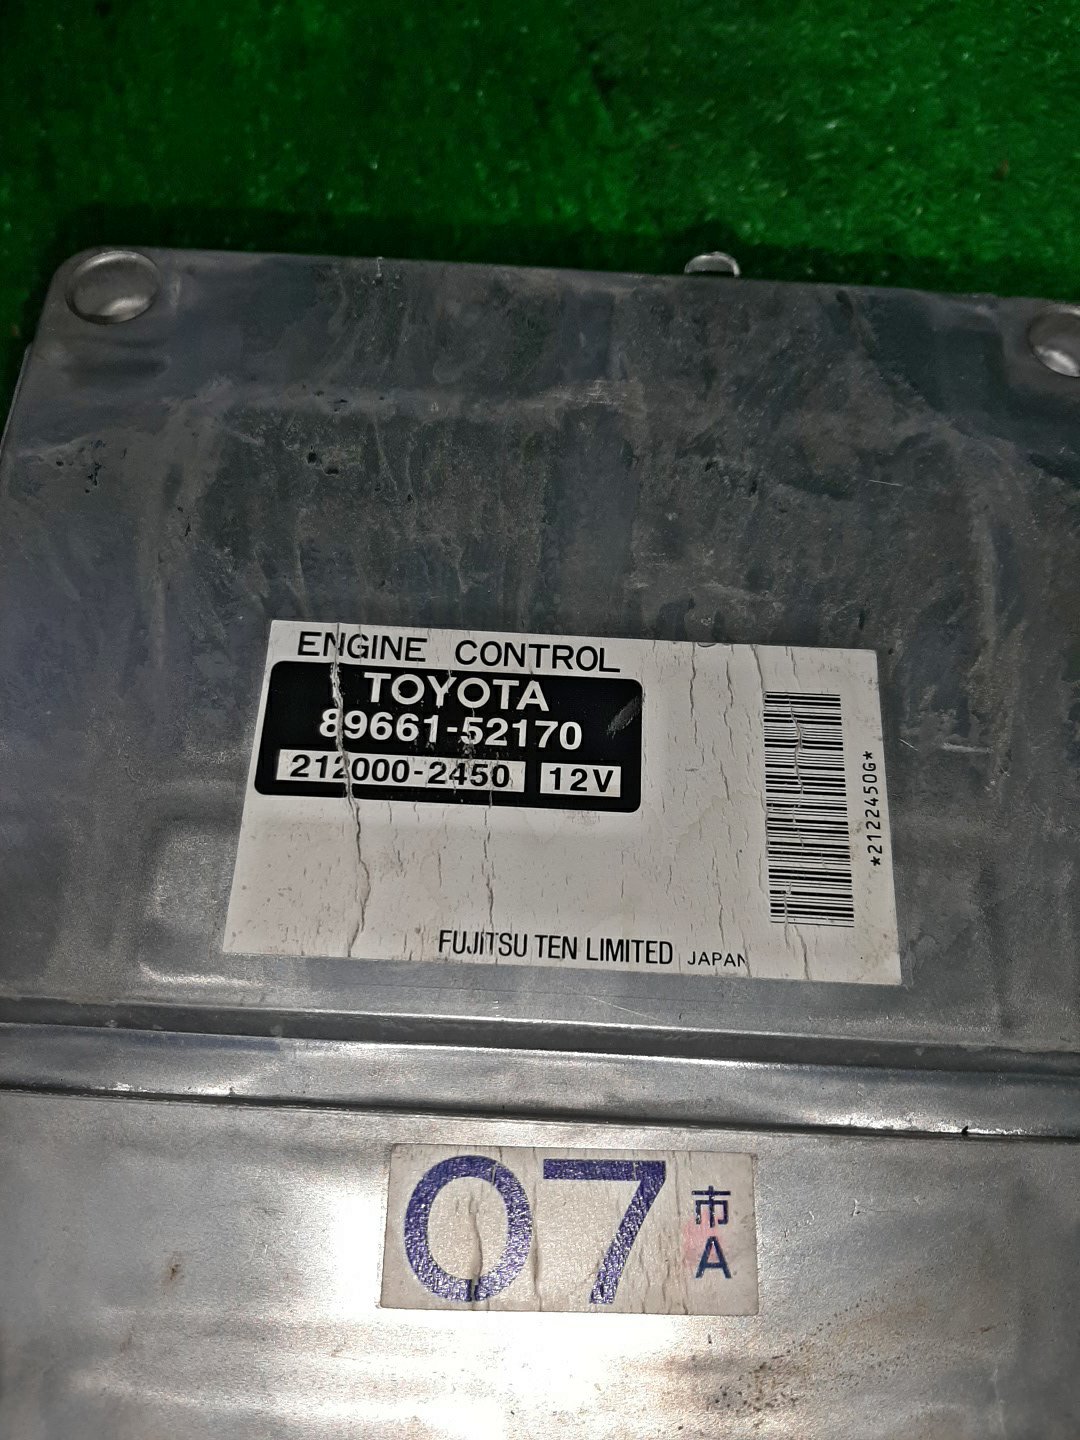 ENGINE CONTROL
TOYOTA
89661-52170
212000-2450 12V
*2122450G*
FUJITSU TEN LIMITED JAPAN
07
市
A